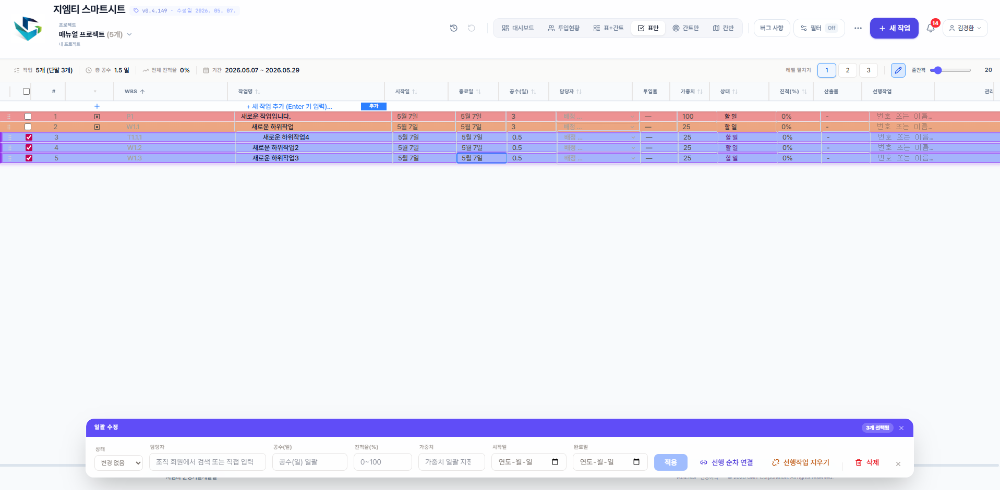 지엠티 스마트시트 v0.4.149 · 수정일 2026. 05. 07.
프로젝트
매뉴얼 프로젝트 (5개)
내 프로젝트
대시보드 투입현황 표+간트 표만 간트만 칸반 버그 사항 필터 Off ··· + 새 작업 14 김경환
작업 5개 (단말 3개) 총 공수 1.5 일 전체 진척율 0% 기간 2026.05.07 ~ 2026.05.29 레벨 펼치기 1 2 3 줄간격 20
# WBS 작업명 시작일 종료일 공수(일) 담당자 투입율 가중치 상태 진척(%) 산출물 선행작업 관리
+ + 새 작업 추가 (Enter 키 입력)... 추가
1 P1 새로운 작업입니다. 5월 7일 5월 7일 3 배정 ... — 100 할 일 0% - 번호 또는 이름...
2 W1.1 새로운 하위작업 5월 7일 5월 7일 3 배정 ... — 25 할 일 0% - 번호 또는 이름...
3 T1.1.1 새로운 하위작업4 5월 7일 5월 7일 0.5 배정 ... — 25 할 일 0% - 번호 또는 이름...
4 W1.2 새로운 하위작업2 5월 7일 5월 7일 0.5 배정 ... — 25 할 일 0% - 번호 또는 이름...
5 W1.3 새로운 하위작업3 5월 7일 5월 7일 0.5 배정 ... — 25 할 일 0% - 번호 또는 이름...
일괄 수정 3개 선택됨
상태 담당자 공수(일) 진척율(%) 가중치 시작일 완료일
변경 없음 조직 회원에서 검색 또는 직접 입력 공수(일) 일괄 0~100 가중치 일괄 지정 연도-월-일 연도-월-일 적용 선행 순차 연결 선행작업 지우기 삭제